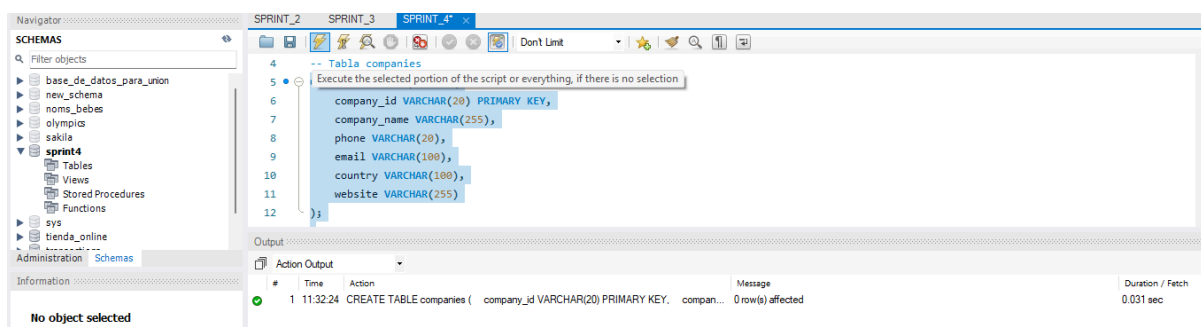 Navigator
SCHEMAS
Filter objects
base_de_datos_para_union
new_schema
noms_bebes
olympics
sakila
sprint4
Tables
Views
Stored Procedures
Functions
sys
tienda_online
Administration Schemas
Information
No object selected
SPRINT_2 SPRINT_3 SPRINT_4*
Don't Limit
4 -- Tabla companies
5
Execute the selected portion of the script or everything, if there is no selection
6 company_id VARCHAR(20) PRIMARY KEY,
7 company_name VARCHAR(255),
8 phone VARCHAR(20),
9 email VARCHAR(100),
10 country VARCHAR(100),
11 website VARCHAR(255)
12 );
Output
Action Output
# Time Action Message Duration / Fetch
1 11:32:24 CREATE TABLE companies ( company_id VARCHAR(20) PRIMARY KEY, compan... 0 row(s) affected 0.031 sec